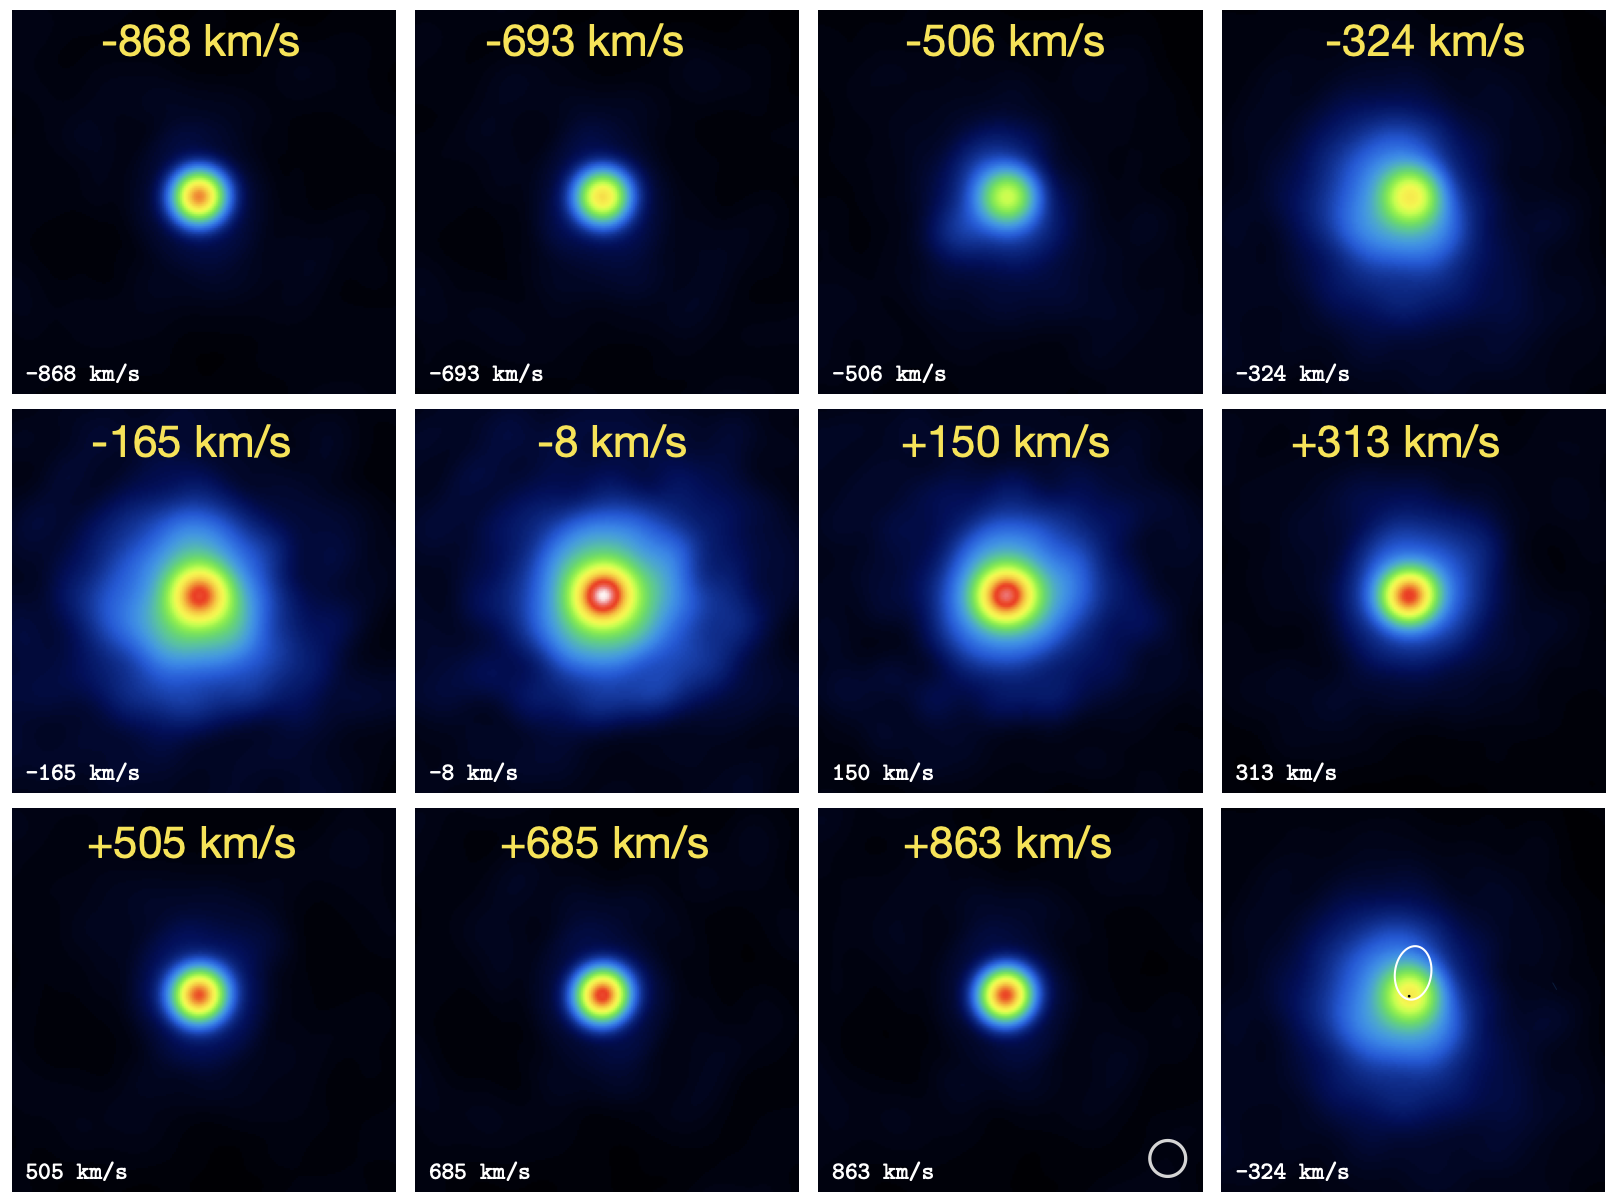 -868 km/s
-693 km/s
-506 km/s
-324 km/s
-868 km/s
-693 km/s
-506 km/s
-324 km/s
-165 km/s
-8 km/s
+150 km/s
+313 km/s
-165 km/s
-8 km/s
150 km/s
313 km/s
+505 km/s
+685 km/s
+863 km/s
505 km/s
685 km/s
863 km/s
-324 km/s